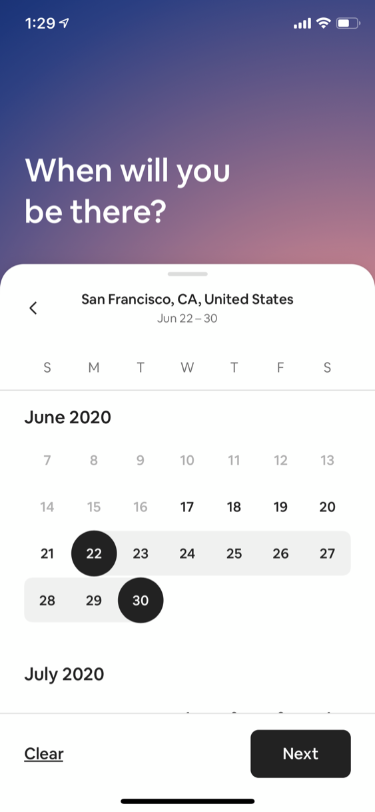 1:29
When will you
be there?
San Francisco, CA, United States
Jun 22 – 30
S M T W T F S
June 2020
7 8 9 10 11 12 13
14 15 16 17 18 19 20
21 22 23 24 25 26 27
28 29 30
July 2020
Clear Next